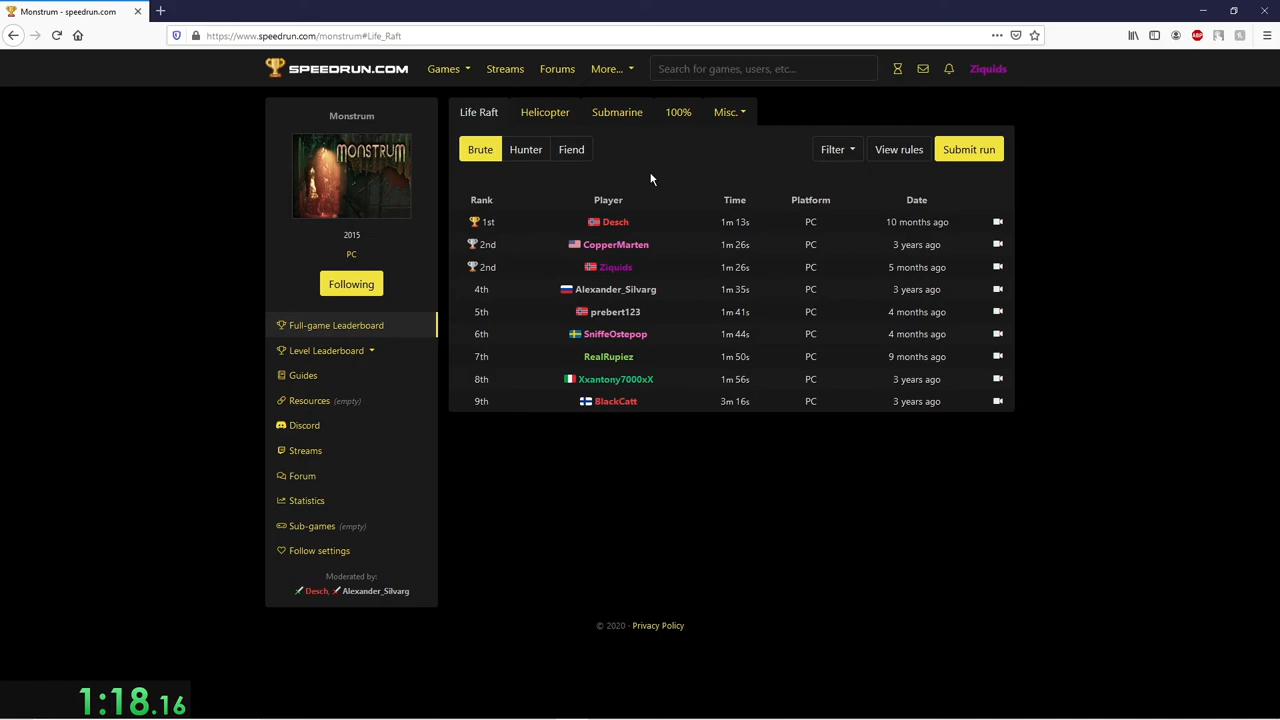 Monstrum - speedrun.com
https://www.speedrun.com/monstrum#Life_Raft
SPEEDRUN.COM
Games
Streams
Forums
More...
Search for games, users, etc...
Ziquids
Monstrum
MONSTRUM
2015
PC
Following
Full-game Leaderboard
Level Leaderboard
Guides
Resources (empty)
Discord
Streams
Forum
Statistics
Sub-games (empty)
Follow settings
Moderated by:
Desch, Alexander_Silvarg
Life Raft Helicopter Submarine 100% Misc.
Brute Hunter Fiend Filter View rules Submit run
Rank Player Time Platform Date
1st Desch 1m 13s PC 10 months ago
2nd CopperMarten 1m 26s PC 3 years ago
2nd Ziquids 1m 26s PC 5 months ago
4th Alexander_Silvarg 1m 35s PC 3 years ago
5th prebert123 1m 41s PC 4 months ago
6th SniffeOstepop 1m 44s PC 4 months ago
7th RealRupiez 1m 50s PC 9 months ago
8th Xxantony7000xX 1m 56s PC 3 years ago
9th BlackCatt 3m 16s PC 3 years ago
© 2020 · Privacy Policy
1:18.16